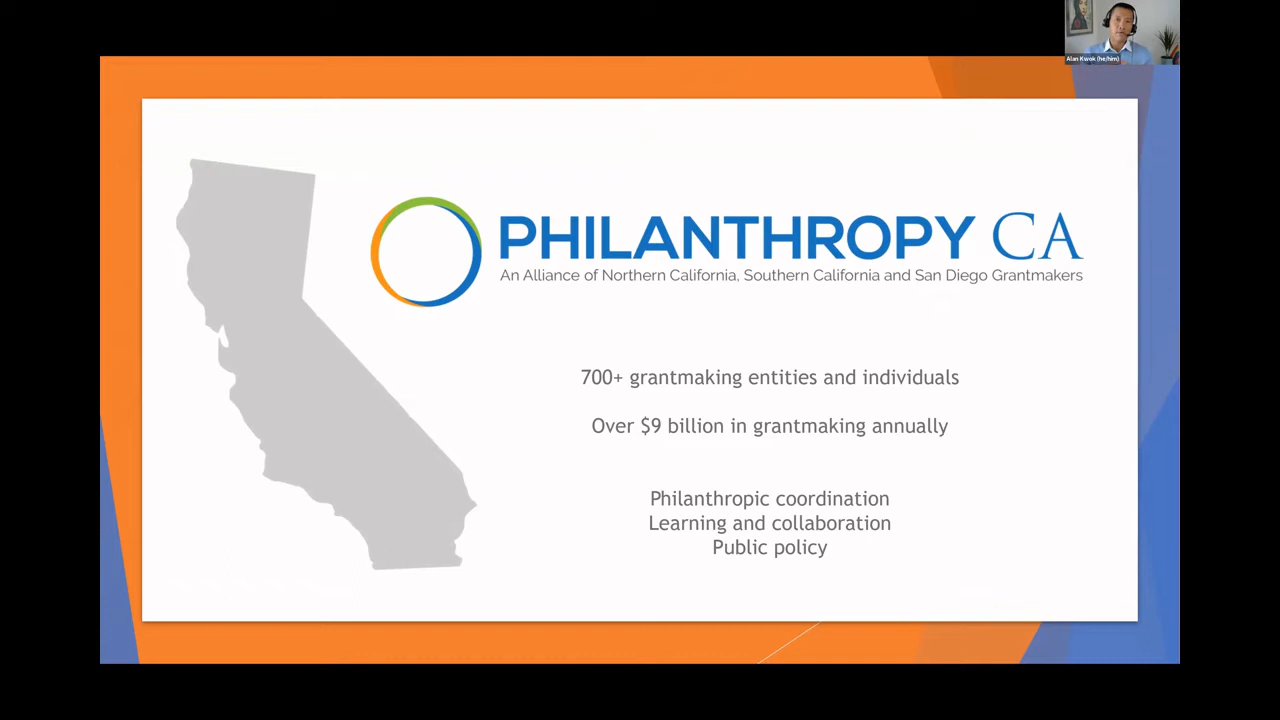 Alan Kwok (he/him)
PHILANTHROPY CA
An Alliance of Northern California, Southern California and San Diego Grantmakers
700+ grantmaking entities and individuals
Over $9 billion in grantmaking annually
Philanthropic coordination
Learning and collaboration
Public policy